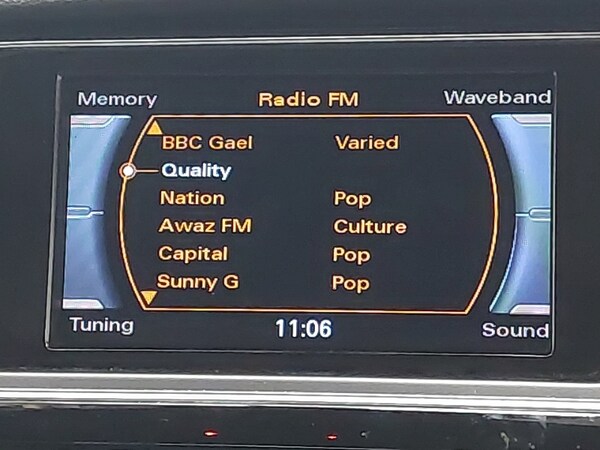 Memory Radio FM Waveband
BBC Gael Varied
Quality
Nation Pop
Awaz FM Culture
Capital Pop
Sunny G Pop
Tuning 11:06 Sound